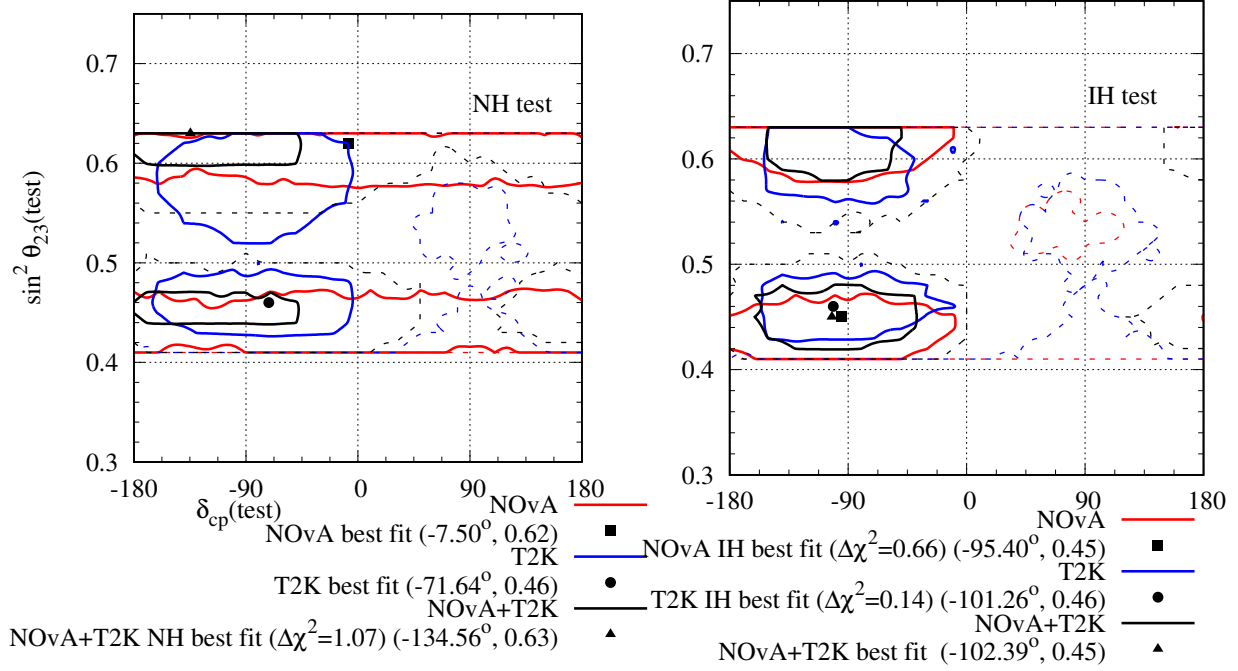 NH test
0.7
0.6
0.5
0.4
0.3
sin² θ₂₃(test)
-180
-90
0
90
180
δcp(test)
NOvA
NOvA best fit (-7.50°, 0.62)
T2K
T2K best fit (-71.64°, 0.46)
NOvA+T2K
NOvA+T2K NH best fit (Δχ²=1.07) (-134.56°, 0.63)
IH test
0.7
0.6
0.5
0.4
0.3
-180
-90
0
90
180
NOvA
NOvA IH best fit (Δχ²=0.66) (-95.40°, 0.45)
T2K
T2K IH best fit (Δχ²=0.14) (-101.26°, 0.46)
NOvA+T2K
NOvA+T2K best fit (-102.39°, 0.45)